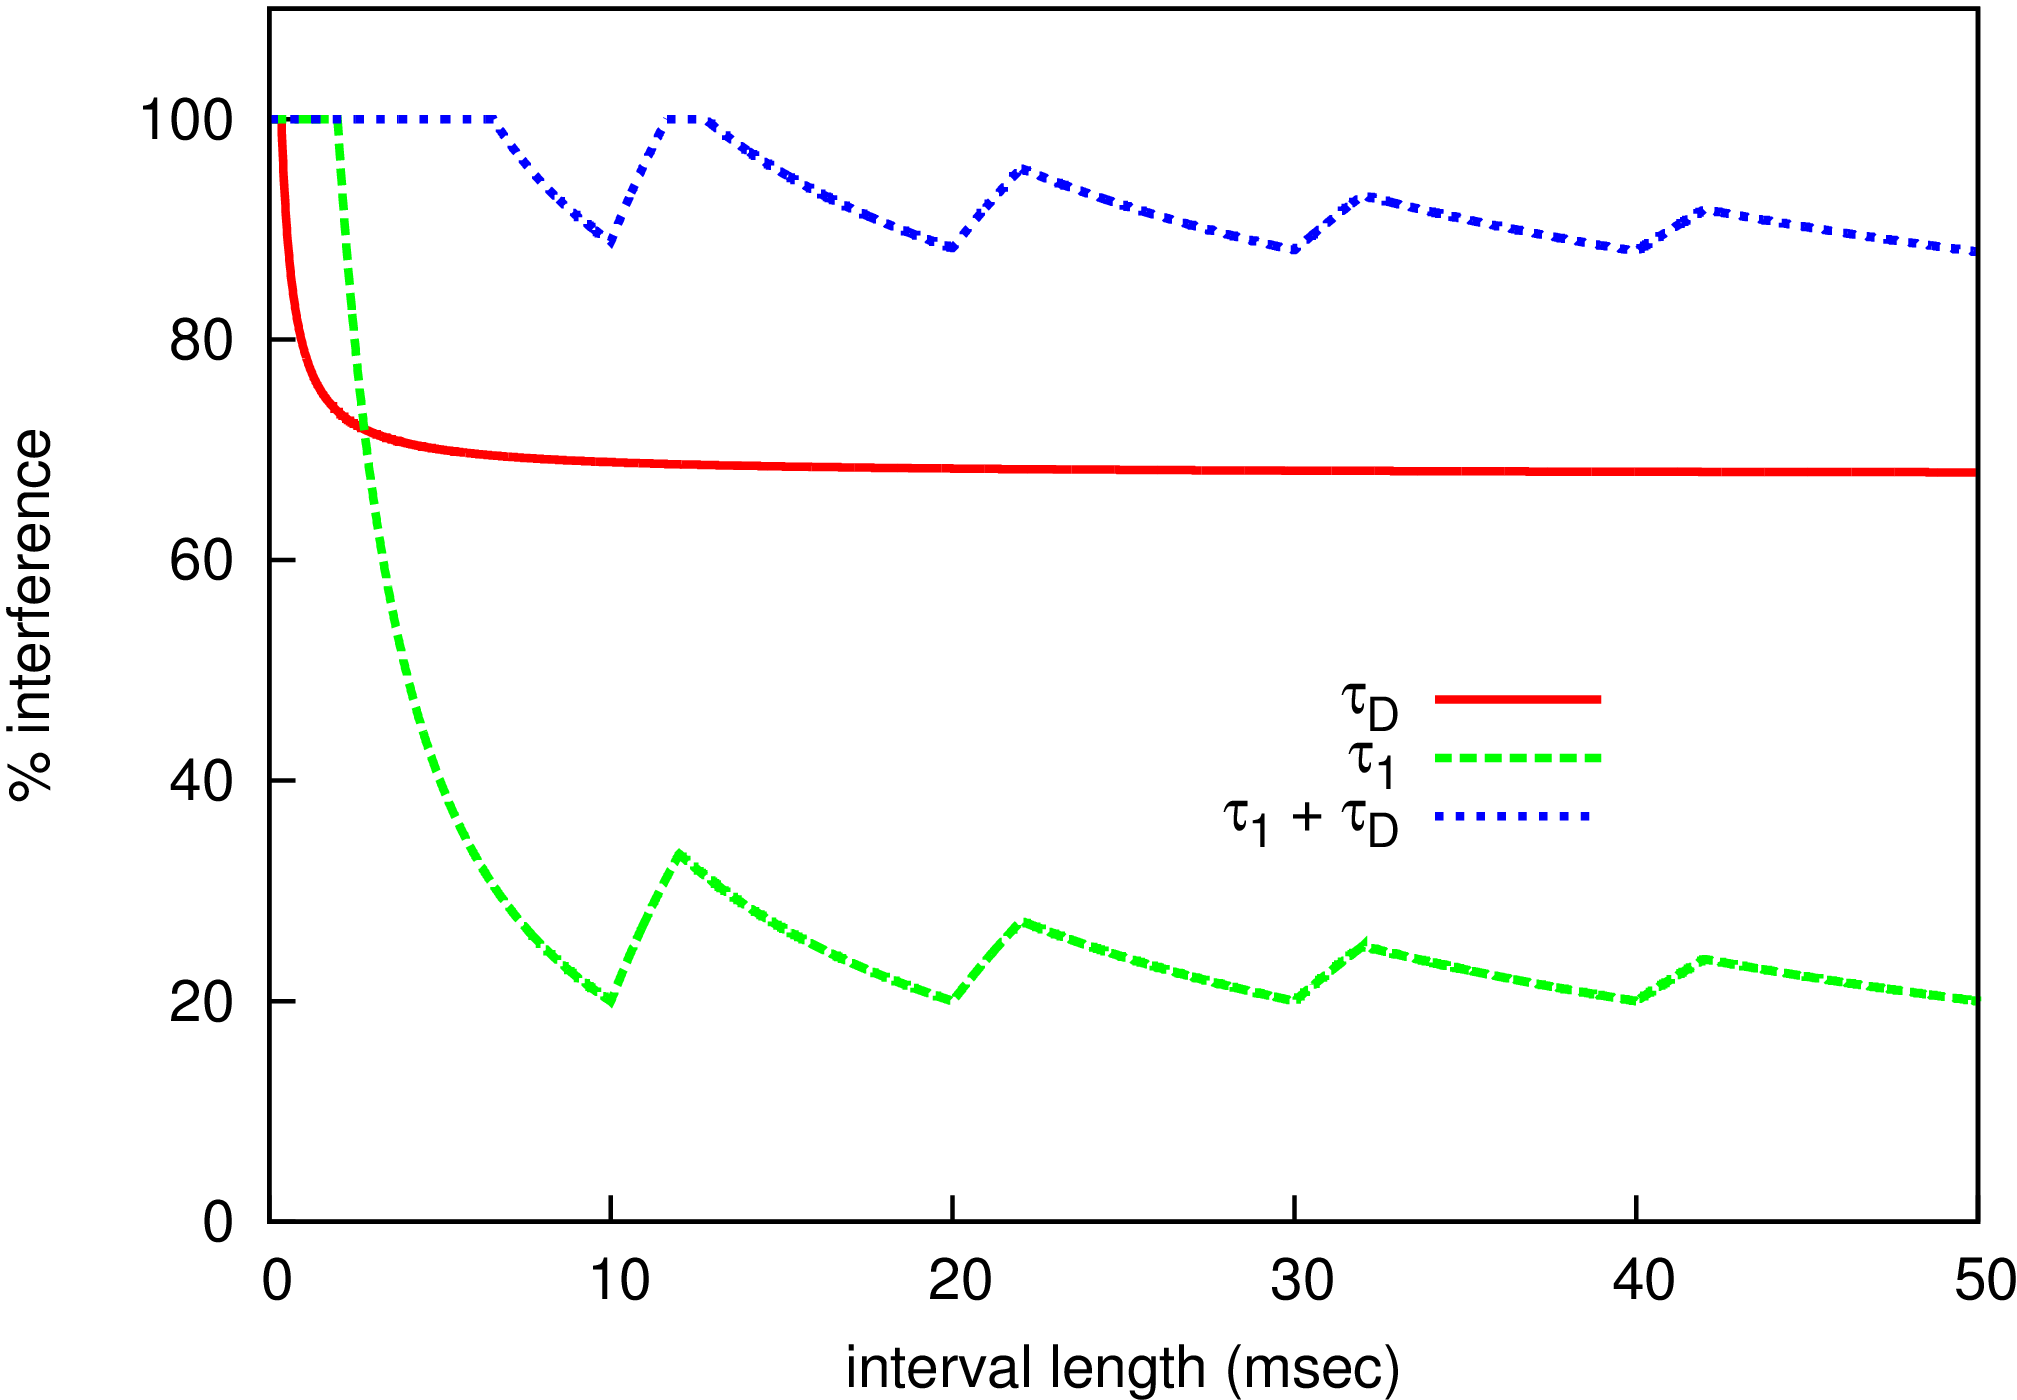 % interference
100
80
60
40
20
0
τD
τ1
τ1 + τD
0 10 20 30 40 50
interval length (msec)